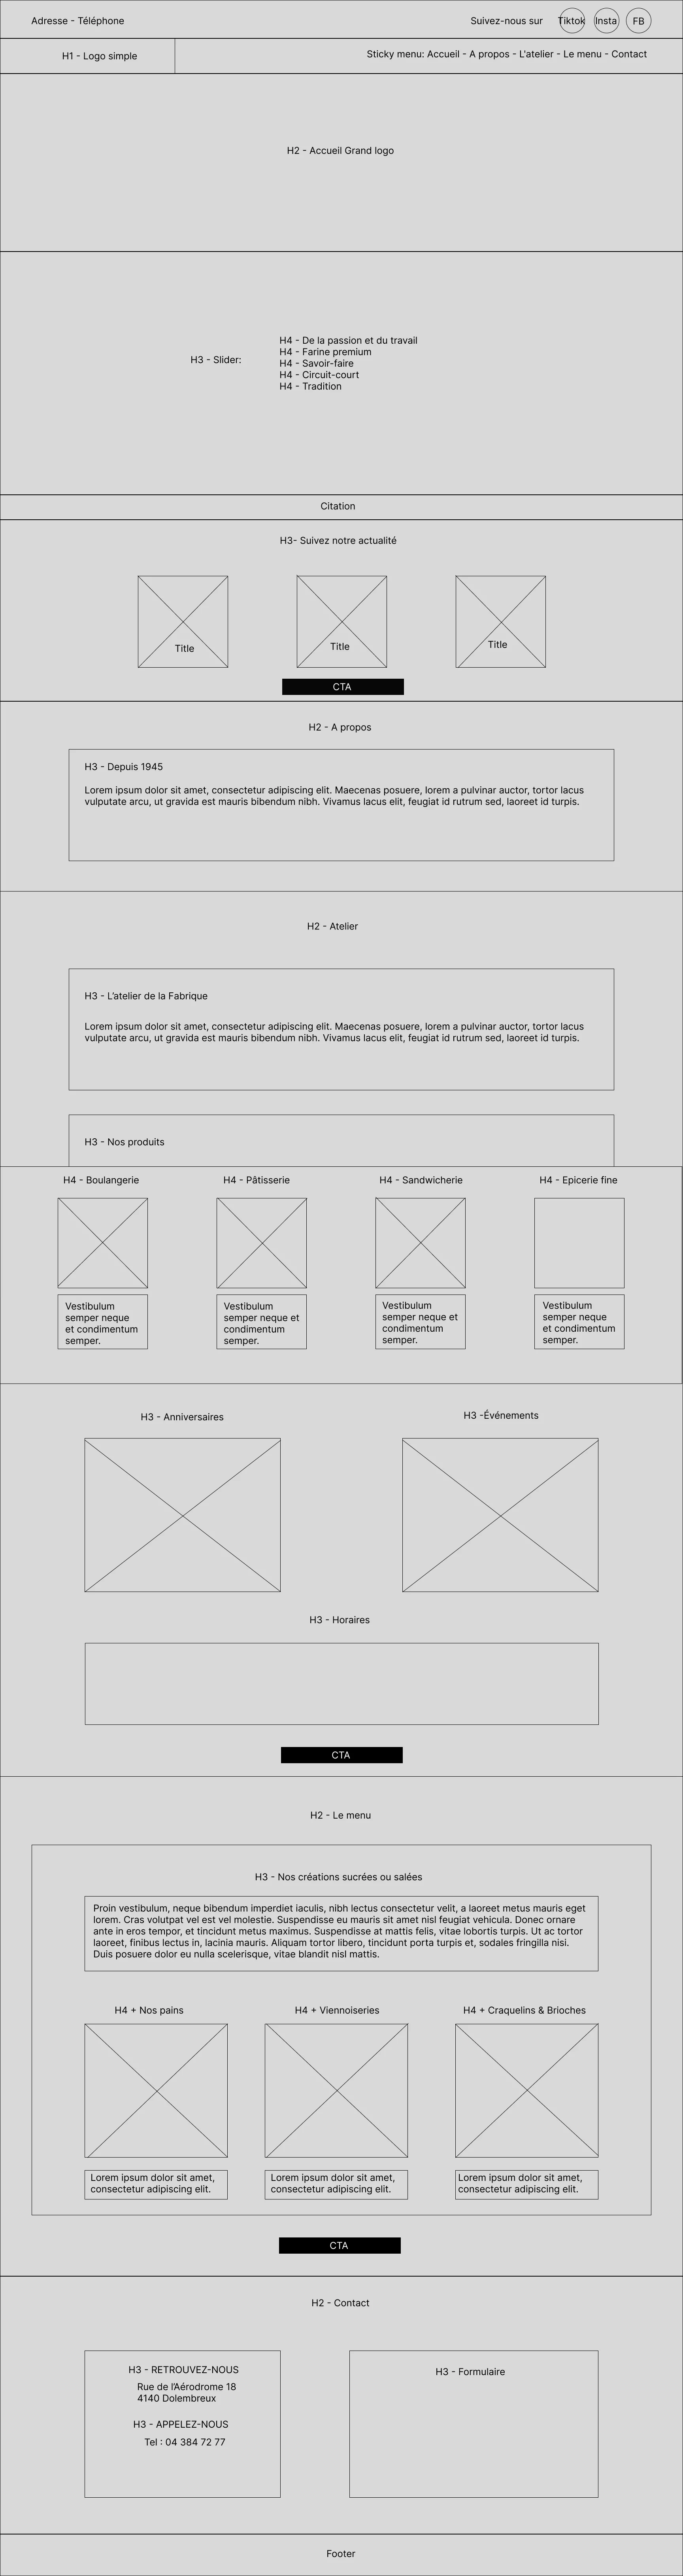 Adresse - Téléphone
Suivez-nous sur
Tiktok
Insta
FB
H1 - Logo simple
Sticky menu: Accueil - A propos - L'atelier - Le menu - Contact
H2 - Accueil Grand logo
H3 - Slider:
H4 - De la passion et du travail
H4 - Farine premium
H4 - Savoir-faire
H4 - Circuit-court
H4 - Tradition
Citation
H3- Suivez notre actualité
Title
Title
Title
CTA
H2 - A propos
H3 - Depuis 1945
Lorem ipsum dolor sit amet, consectetur adipiscing elit. Maecenas posuere, lorem a pulvinar auctor, tortor lacus
vulputate arcu, ut gravida est mauris bibendum nibh. Vivamus lacus elit, feugiat id rutrum sed, laoreet id turpis.
H2 - Atelier
H3 - L’atelier de la Fabrique
Lorem ipsum dolor sit amet, consectetur adipiscing elit. Maecenas posuere, lorem a pulvinar auctor, tortor lacus
vulputate arcu, ut gravida est mauris bibendum nibh. Vivamus lacus elit, feugiat id rutrum sed, laoreet id turpis.
H3 - Nos produits
H4 - Boulangerie
H4 - Pâtisserie
H4 - Sandwicherie
H4 - Epicerie fine
Vestibulum
semper neque
et condimentum
semper.
Vestibulum
semper neque et
condimentum
semper.
Vestibulum
semper neque et
condimentum
semper.
Vestibulum
semper neque
et condimentum
semper.
H3 - Anniversaires
H3 -Événements
H3 - Horaires
CTA
H2 - Le menu
H3 - Nos créations sucrées ou salées
Proin vestibulum, neque bibendum imperdiet iaculis, nibh lectus consectetur velit, a laoreet metus mauris eget
lorem. Cras volutpat vel est vel molestie. Suspendisse eu mauris sit amet nisl feugiat vehicula. Donec ornare
ante in eros tempor, et tincidunt metus maximus. Suspendisse at mattis felis, vitae lobortis turpis. Ut ac tortor
laoreet, finibus lectus in, lacinia mauris. Aliquam tortor libero, tincidunt porta turpis et, sodales fringilla nisi.
Duis posuere dolor eu nulla scelerisque, vitae blandit nisl mattis.
H4 + Nos pains
H4 + Viennoiseries
H4 + Craquelins & Brioches
Lorem ipsum dolor sit amet,
consectetur adipiscing elit.
Lorem ipsum dolor sit amet,
consectetur adipiscing elit.
Lorem ipsum dolor sit amet,
consectetur adipiscing elit.
CTA
H2 - Contact
H3 - RETROUVEZ-NOUS
Rue de l’Aérodrome 18
4140 Dolembreux
H3 - APPELEZ-NOUS
Tel : 04 384 72 77
H3 - Formulaire
Footer